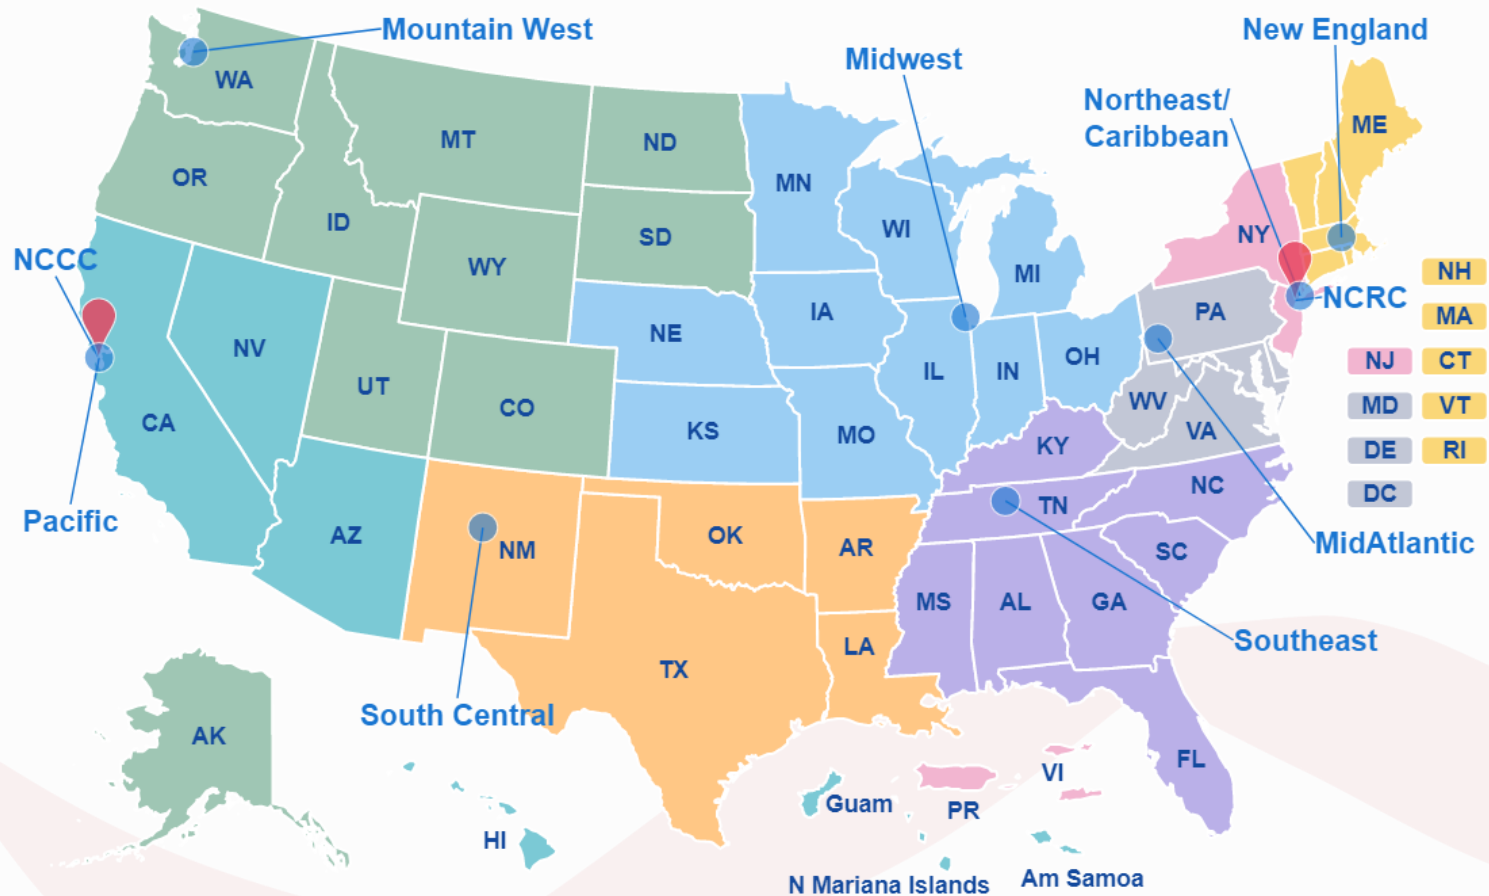 Mountain West
New England
Midwest
Northeast/
Caribbean
WA
MT
ND
MN
ME
OR
ID
SD
WI
NY
WY
MI
NCCC
NH
NCRC
MA
IA
PA
NE
NV
IL
IN
OH
NJ
CT
UT
CO
CA
KS
MO
WV
MD
VT
VA
KY
DE
RI
NC
DC
TN
Pacific
AZ
NM
OK
AR
SC
MidAtlantic
MS
AL
GA
Southeast
LA
TX
South Central
AK
FL
VI
Guam
PR
HI
N Mariana Islands
Am Samoa